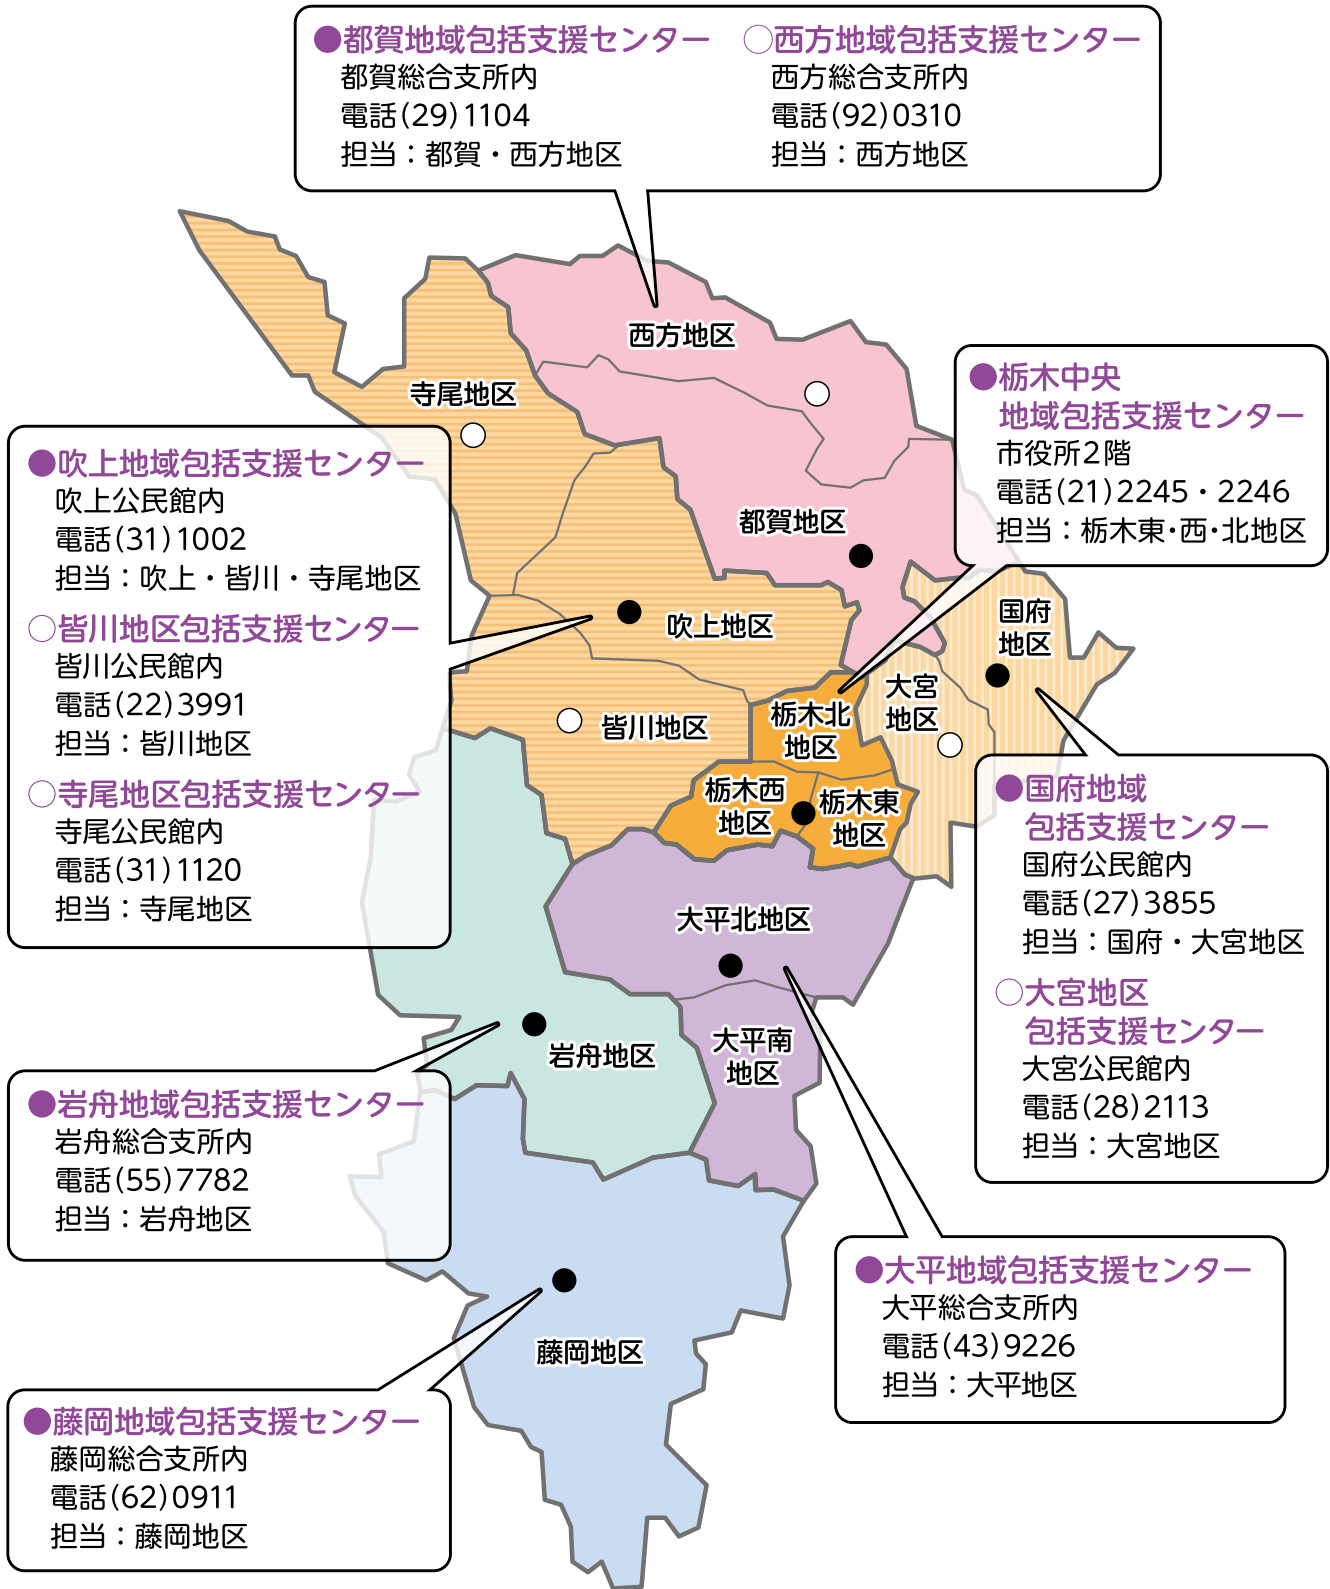 ●都賀地域包括支援センター
都賀総合支所内
電話(29)1104
担当：都賀・西方地区
○西方地域包括支援センター
西方総合支所内
電話(92)0310
担当：西方地区
西方地区
寺尾地区
●栃木中央
地域包括支援センター
市役所2階
電話(21)2245・2246
担当：栃木東・西・北地区
●吹上地域包括支援センター
吹上公民館内
電話(31)1002
担当：吹上・皆川・寺尾地区
○皆川地区包括支援センター
皆川公民館内
電話(22)3991
担当：皆川地区
○寺尾地区包括支援センター
寺尾公民館内
電話(31)1120
担当：寺尾地区
都賀地区
吹上地区
国府
地区
大宮
地区
栃木北
地区
皆川地区
栃木西
地区
栃木東
地区
●国府地域
包括支援センター
国府公民館内
電話(27)3855
担当：国府・大宮地区
○大宮地区
包括支援センター
大宮公民館内
電話(28)2113
担当：大宮地区
大平北地区
大平南
地区
岩舟地区
●岩舟地域包括支援センター
岩舟総合支所内
電話(55)7782
担当：岩舟地区
●大平地域包括支援センター
大平総合支所内
電話(43)9226
担当：大平地区
藤岡地区
●藤岡地域包括支援センター
藤岡総合支所内
電話(62)0911
担当：藤岡地区